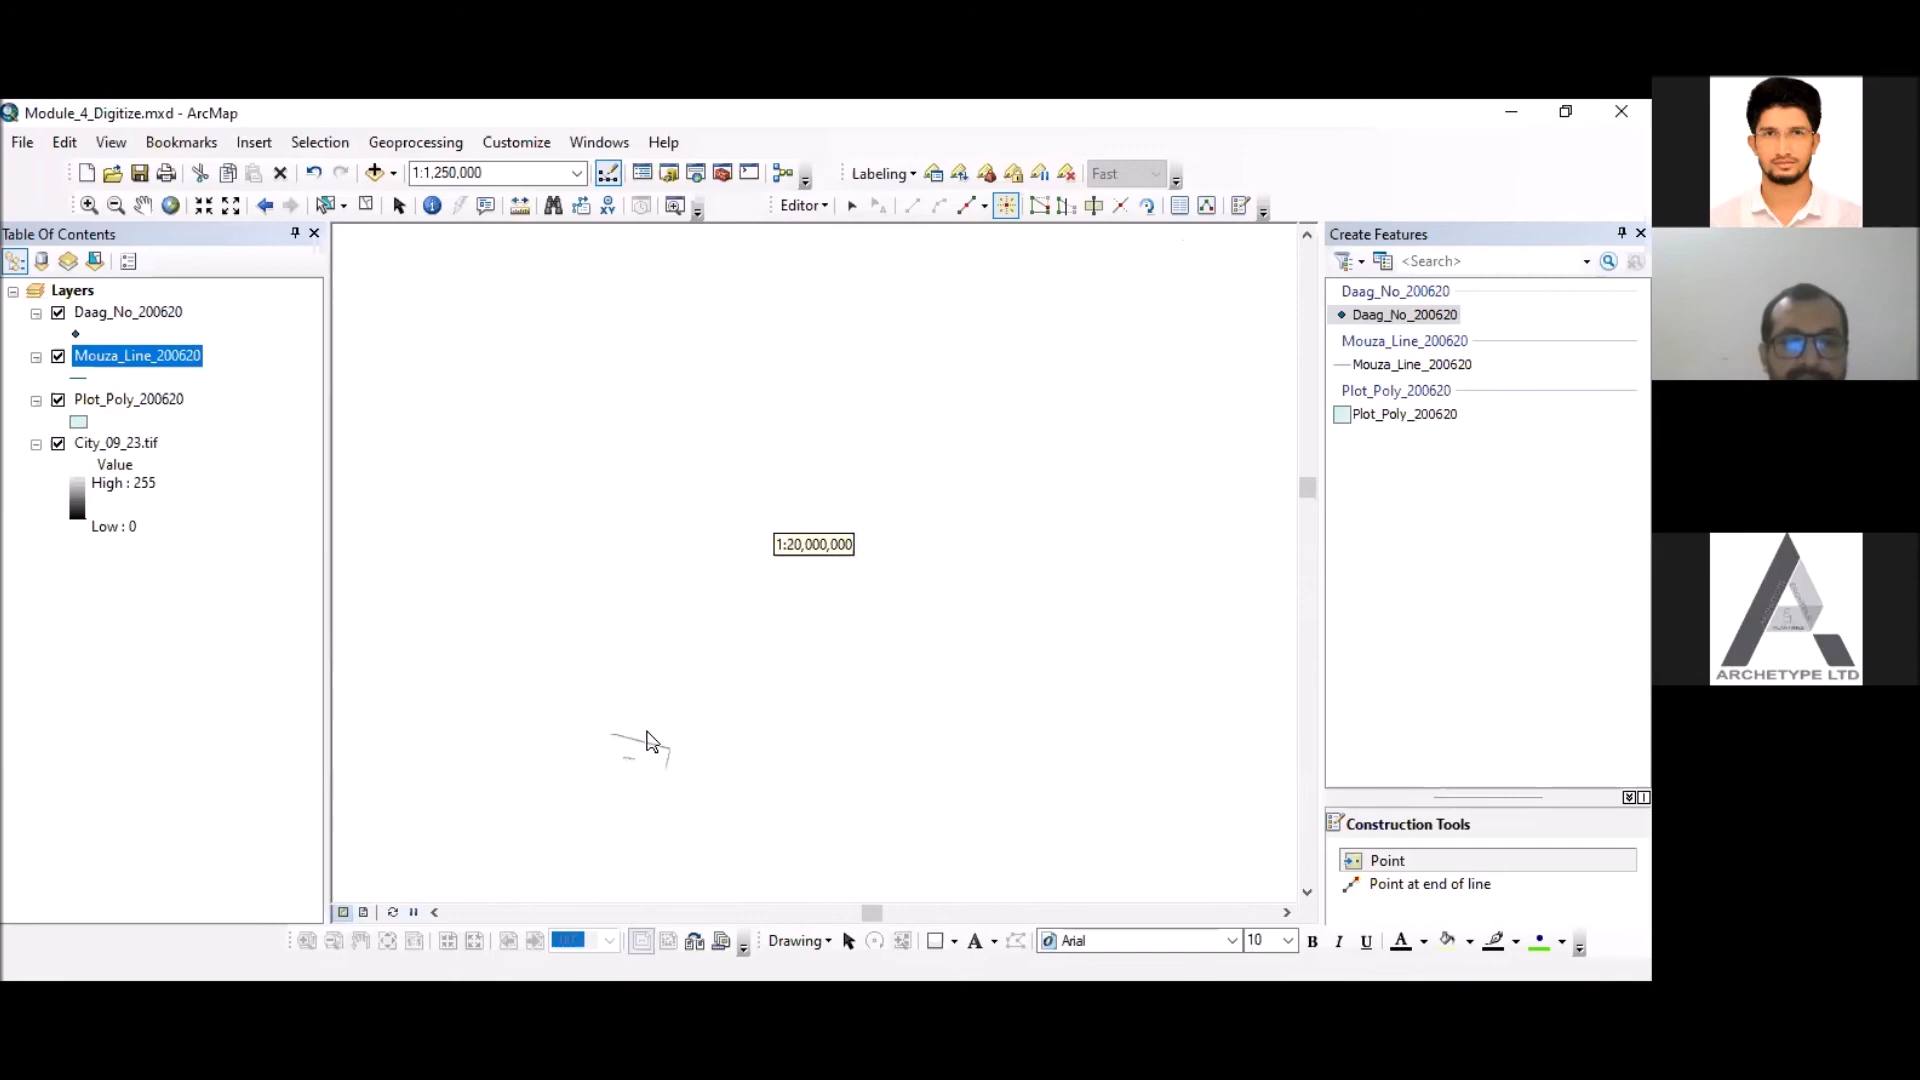 Module_4_Digitize.mxd - ArcMap
File Edit View Bookmarks Insert Selection Geoprocessing Customize Windows Help
1:1,250,000
Labeling
Fast
Editor
Table Of Contents
Layers
Daag_No_200620
Mouza_Line_200620
Plot_Poly_200620
City_09_23.tif
Value
High : 255
Low : 0
1:20,000,000
Create Features
<Search>
Daag_No_200620
Daag_No_200620
Mouza_Line_200620
Mouza_Line_200620
Plot_Poly_200620
Plot_Poly_200620
Construction Tools
Point
Point at end of line
Drawing
Arial
10
B I U A
ARCHETYPE LTD